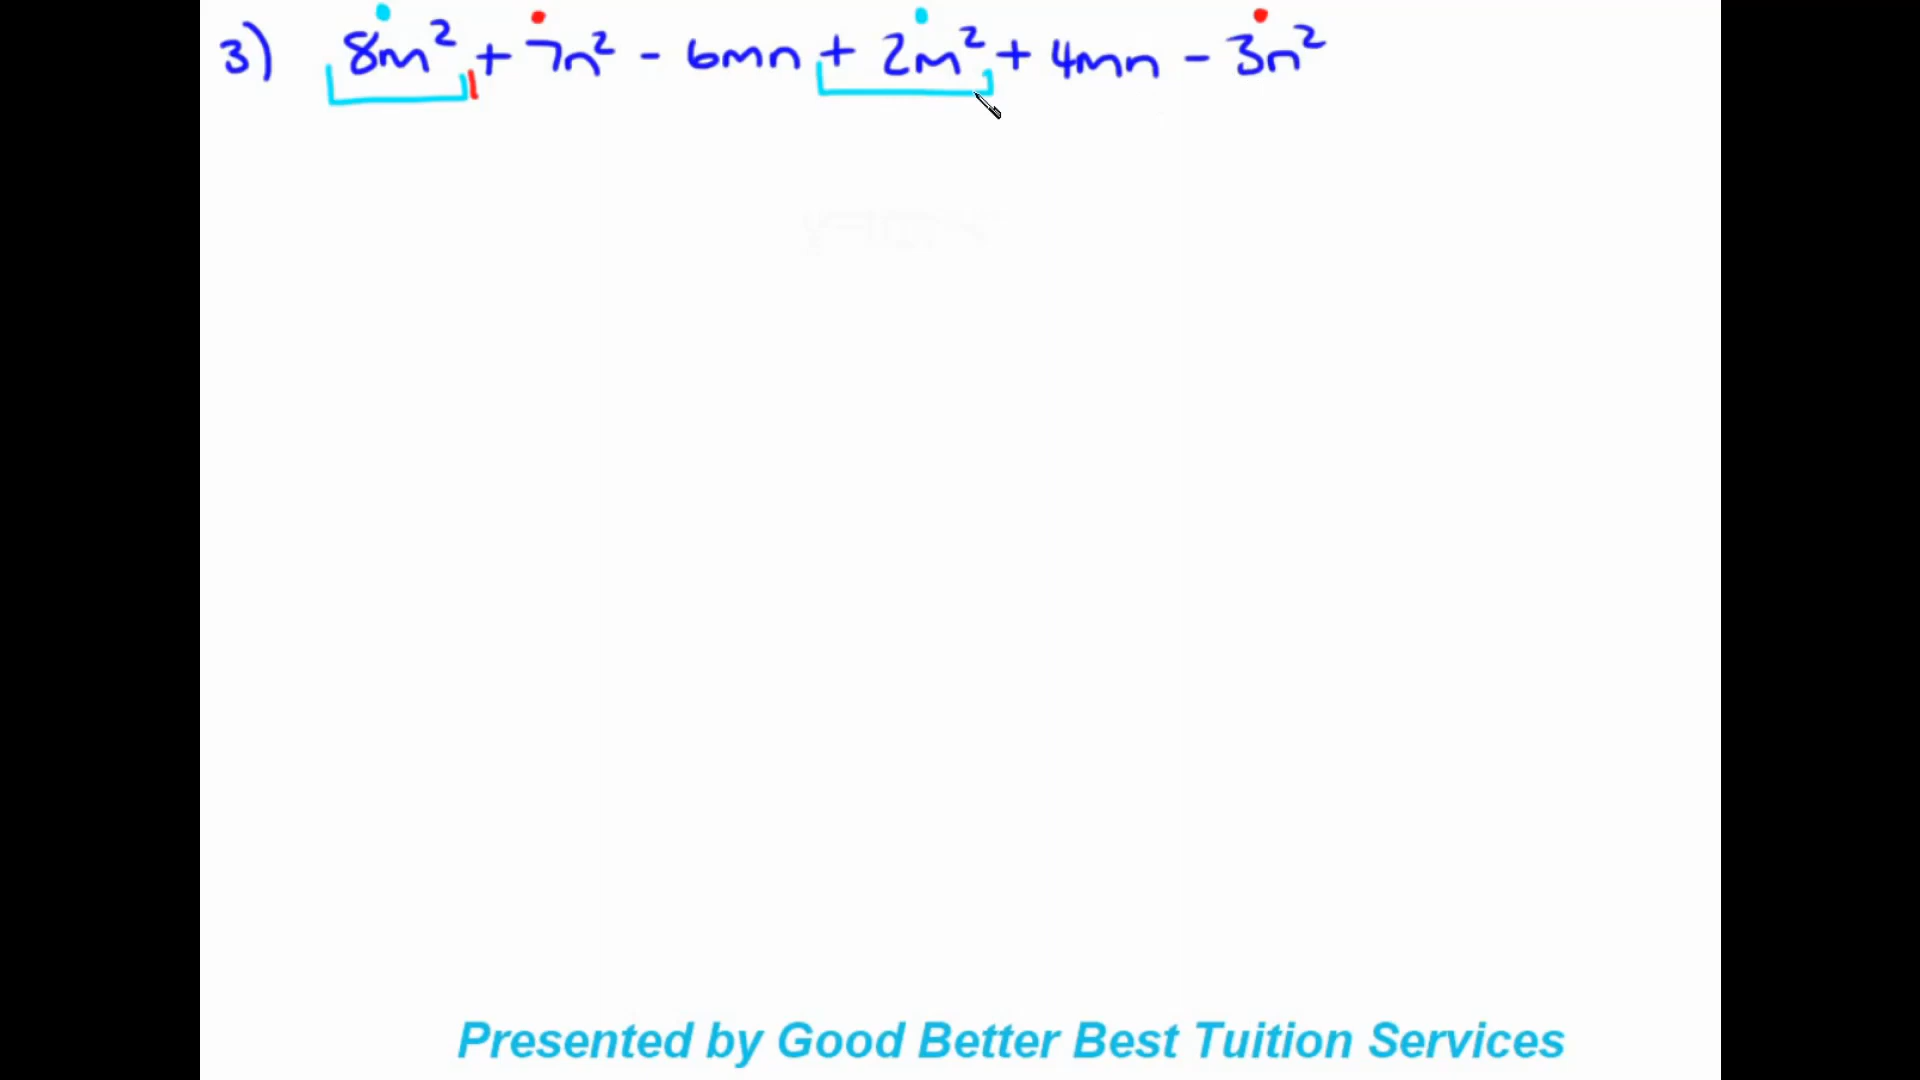 3) 8m² + 7n² - 6mn + 2m² + 4mn - 3n²
Presented by Good Better Best Tuition Services